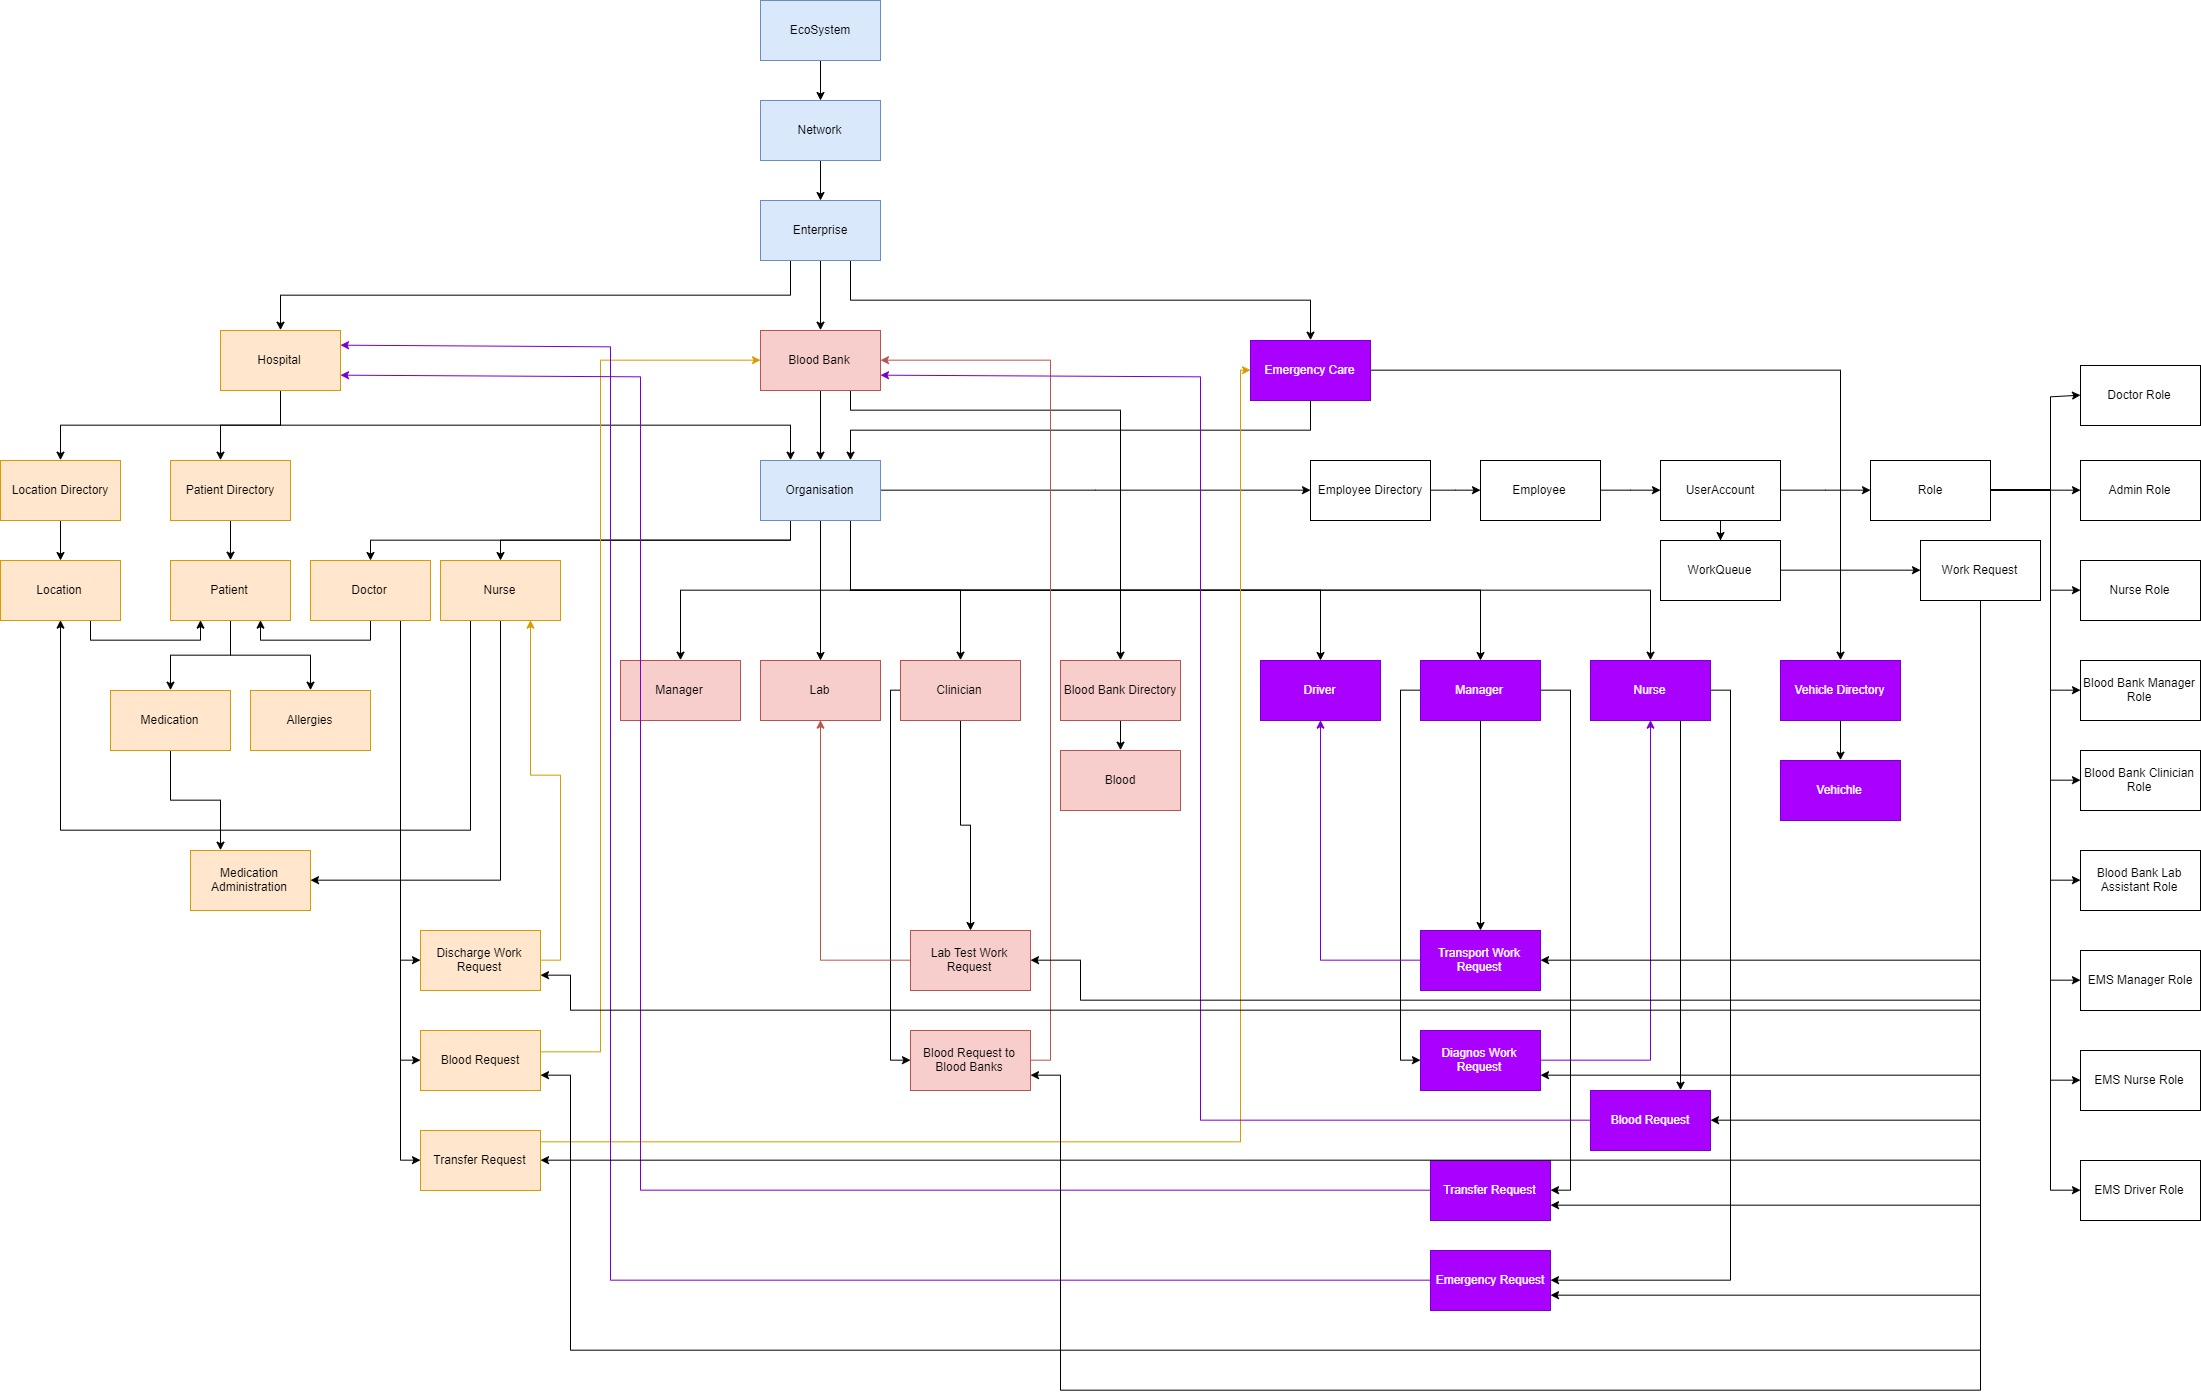 EcoSystem
Network
Enterprise
Hospital
Blood Bank
Emergency Care
Doctor Role
Location Directory
Patient Directory
Organisation
Employee Directory
Employee
UserAccount
Role
Admin Role
WorkQueue
Work Request
Location
Patient
Doctor
Nurse
Nurse Role
Manager
Lab
Clinician
Blood Bank Directory
Driver
Manager
Nurse
Vehicle Directory
Blood Bank Manager
Role
Medication
Allergies
Blood
Vehichle
Blood Bank Clinician
Role
Medication
Administration
Blood Bank Lab
Assistant Role
Discharge Work
Request
Lab Test Work
Request
Transport Work
Request
EMS Manager Role
Blood Request
Blood Request to
Blood Banks
Diagnos Work
Request
EMS Nurse Role
Blood Request
Transfer Request
Transfer Request
EMS Driver Role
Emergency Request